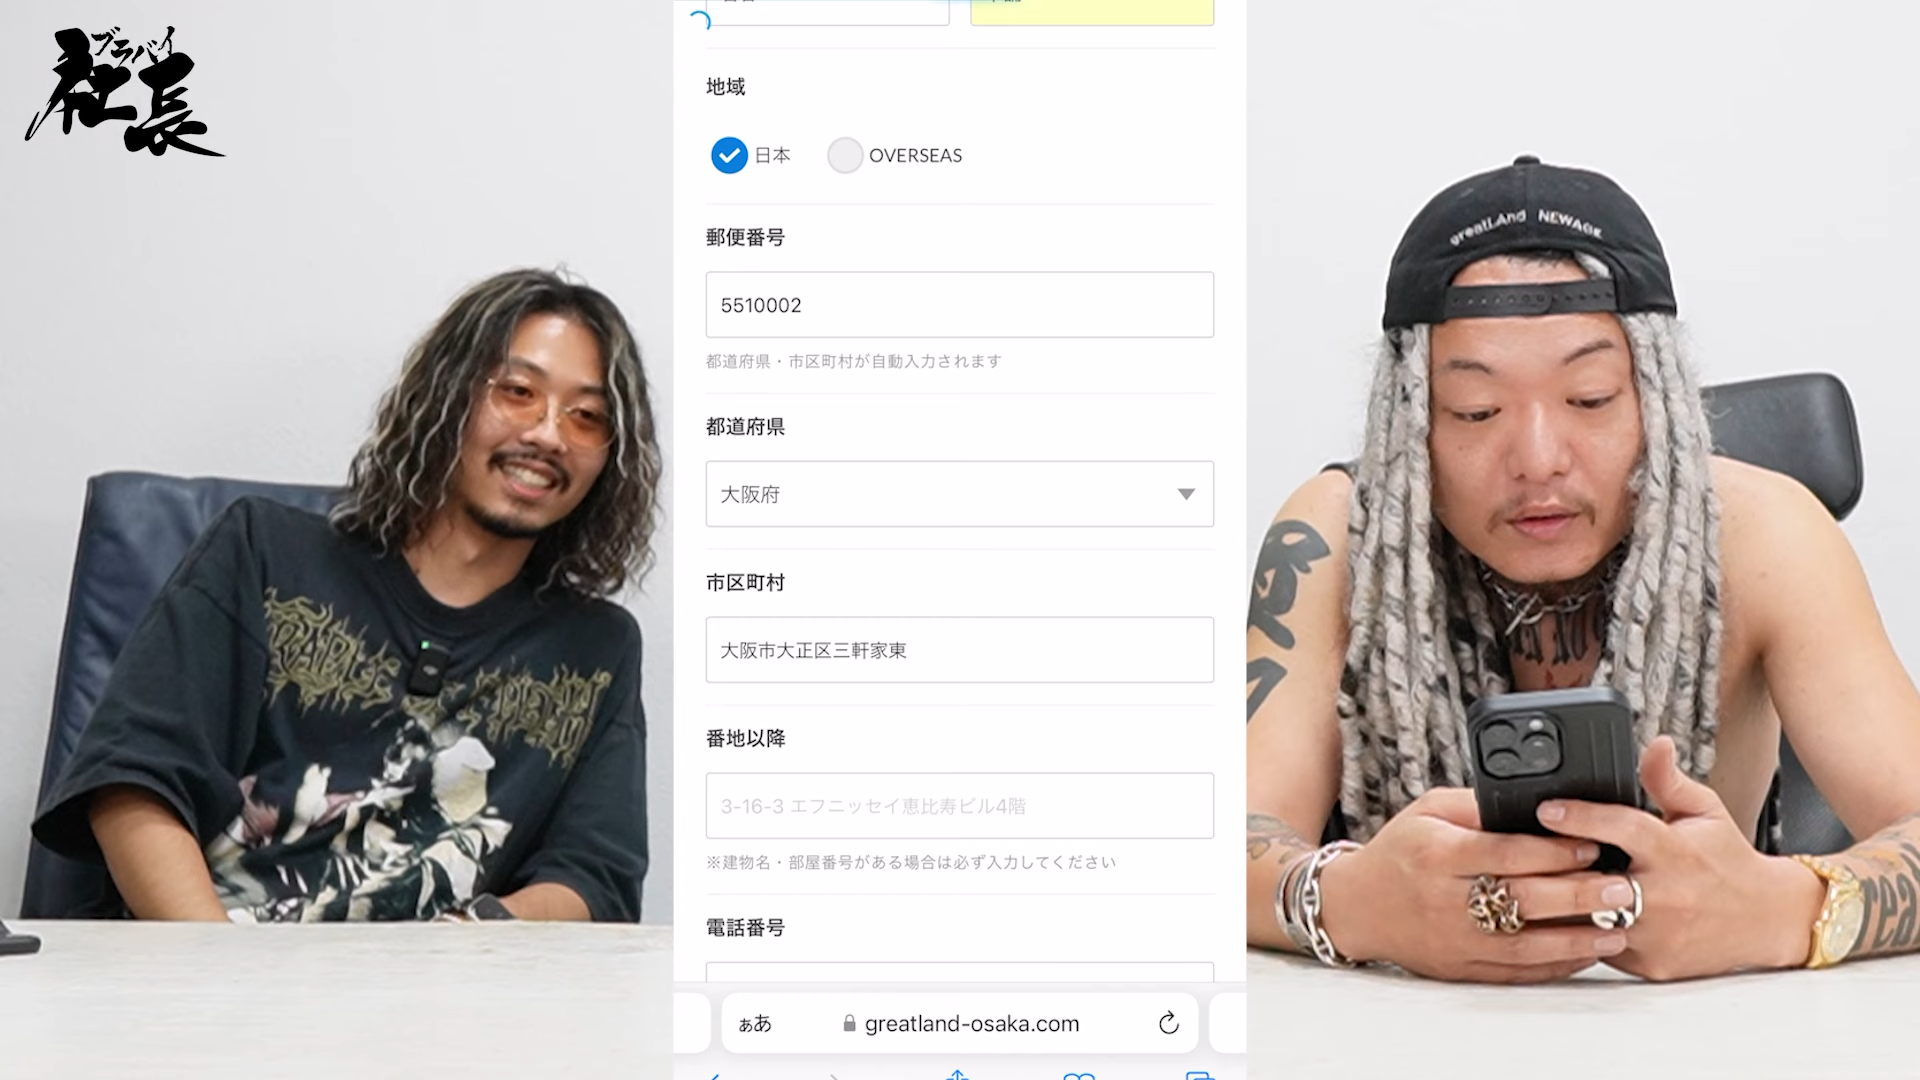 ブラバイ
社長
地域
日本
OVERSEAS
郵便番号
5510002
都道府県・市区町村が自動入力されます
都道府県
大阪府
市区町村
大阪市大正区三軒家東
番地以降
3-16-3 エフニッセイ恵比寿ビル4階
※建物名・部屋番号がある場合は必ず入力してください
電話番号
ぁあ
greatland-osaka.com
greatLAnd NEWAGE
CRADLE OF FILTH
real